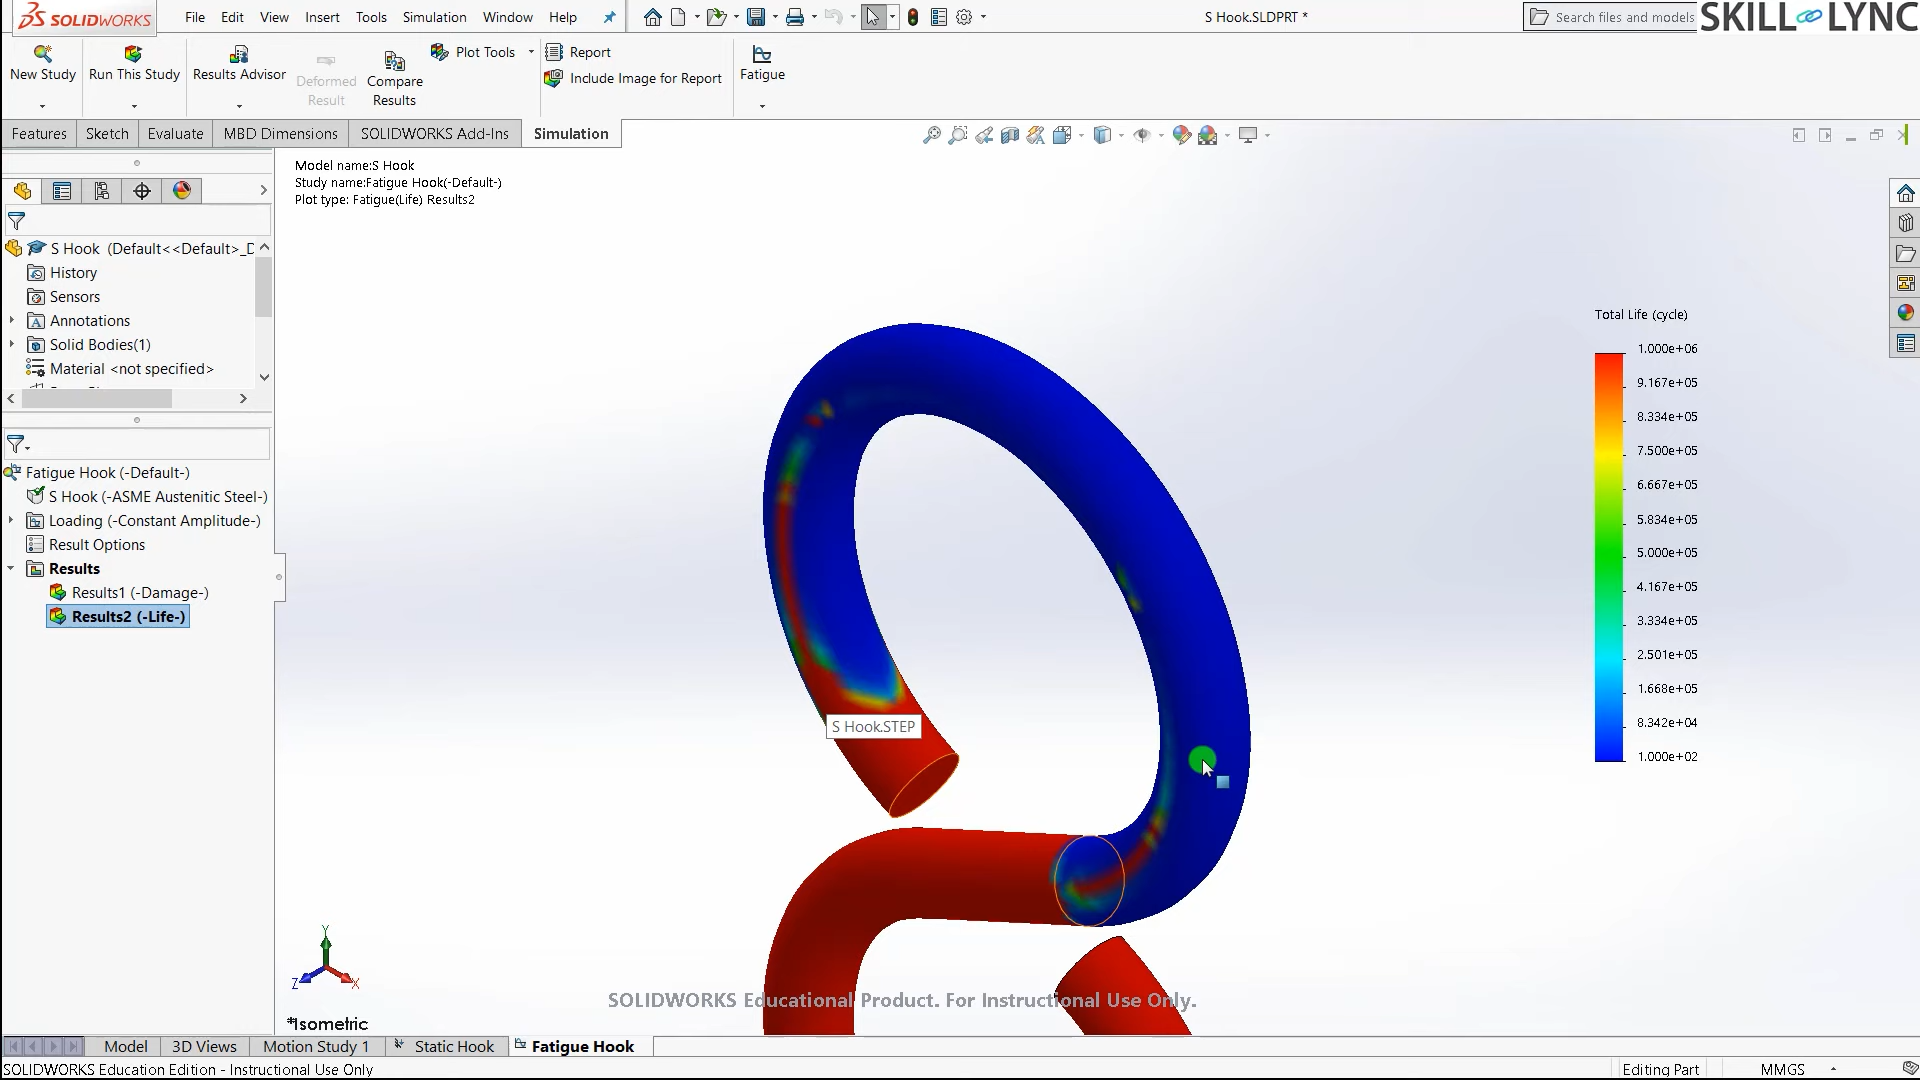 SOLIDWORKS File Edit View Insert Tools Simulation Window Help S Hook.SLDPRT * Search files and models SKILL LYNC
New Study Run This Study Results Advisor Deformed Result Compare Results Plot Tools Report Include Image for Report Fatigue
Features Sketch Evaluate MBD Dimensions SOLIDWORKS Add-Ins Simulation
Model name:S Hook
Study name:Fatigue Hook(-Default-)
Plot type: Fatigue(Life) Results2
S Hook (Default<<Default>_D
History
Sensors
Annotations
Solid Bodies(1)
Material <not specified>
Fatigue Hook (-Default-)
S Hook (-ASME Austenitic Steel-)
Loading (-Constant Amplitude-)
Result Options
Results
Results1 (-Damage-)
Results2 (-Life-)
Total Life (cycle)
1.000e+06
9.167e+05
8.334e+05
7.500e+05
6.667e+05
5.834e+05
5.000e+05
4.167e+05
3.334e+05
2.501e+05
1.668e+05
8.342e+04
1.000e+02
S Hook.STEP
Y
Z X
SOLIDWORKS Educational Product. For Instructional Use Only.
*Isometric
Model 3D Views Motion Study 1 Static Hook Fatigue Hook
SOLIDWORKS Education Edition - Instructional Use Only Editing Part MMGS